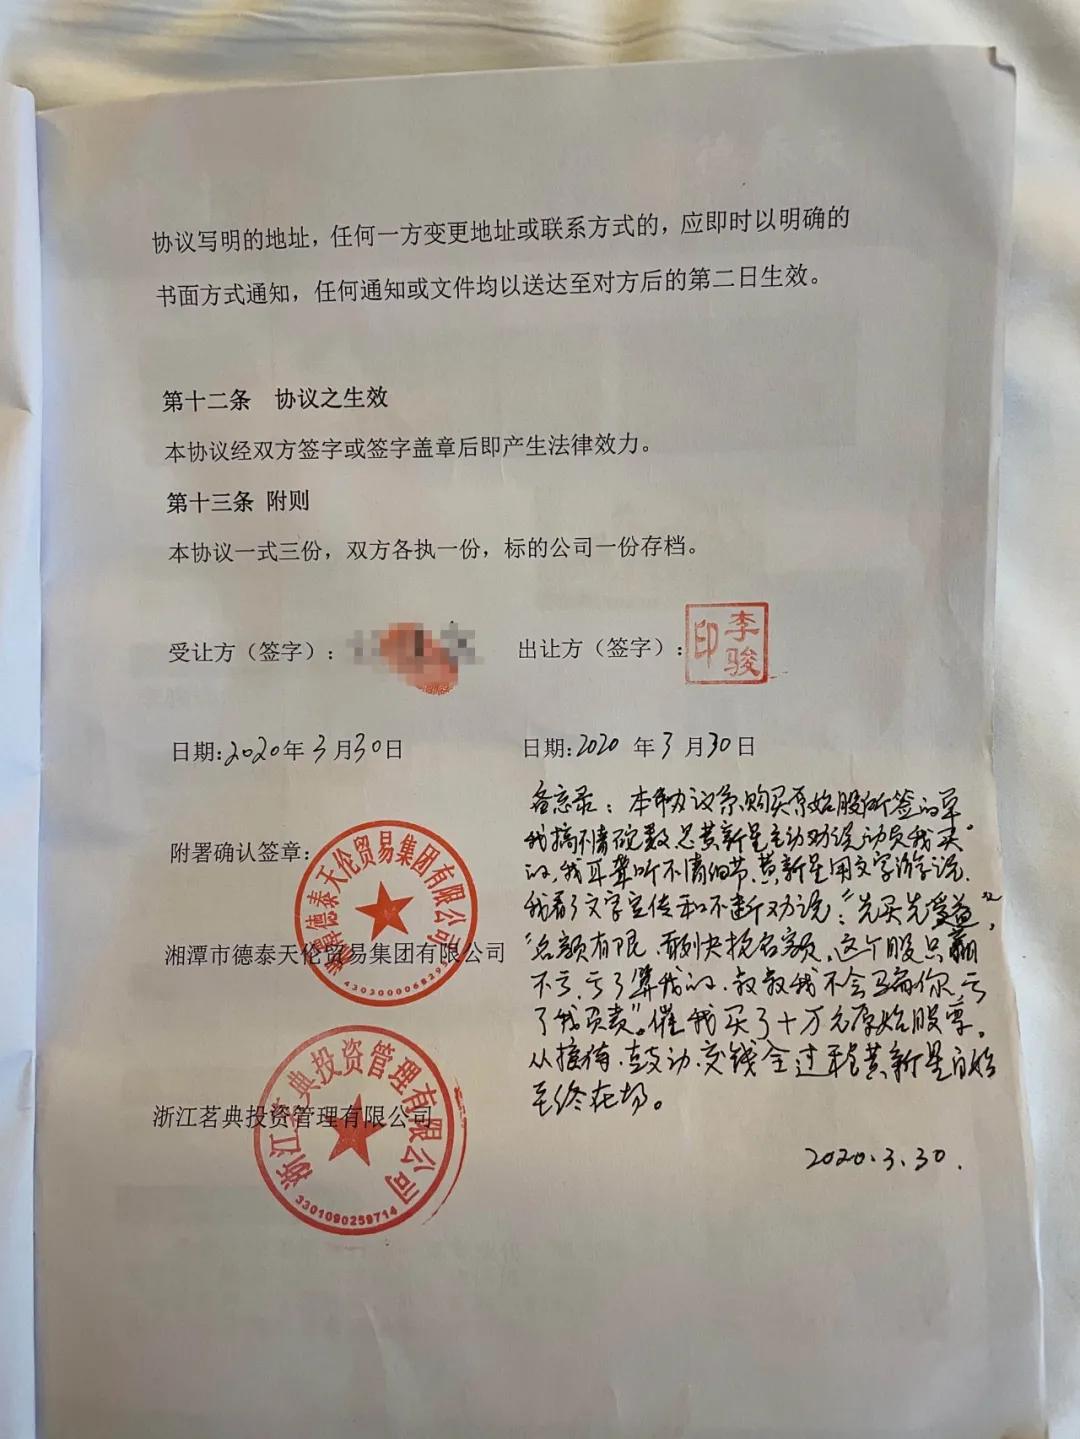 协议写明的地址，任何一方变更地址或联系方式的，应即时以明确的
书面方式通知，任何通知或文件均以送达至对方后的第二日生效。
第十二条 协议之生效
本协议经双方签字或签字盖章后即产生法律效力。
第十三条 附则
本协议一式三份，双方各执一份，标的公司一份存档。
受让方（签字）： 出让方（签字）：
李骏印
日期:2020年3月30日 日期:2020年3月30日
附署确认签章：
湘潭市德泰天伦贸易集团有限公司
湘潭市德泰天伦贸易集团有限公司
浙江茗典投资管理有限公司
浙江茗典投资管理有限公司
3301090259714
备忘录：本协议系购买原始股所签的单
我搞不清确数总黄新星主动劝说动员我买
的，我耳聋听不清细节，黄新星用文字游说，
我看了文字宣传和不断劝说：“先买先受益”，
“名额有限，要到快抢名额，这个股只赢
不亏，亏了算我的，叔叔我不会骗你，亏
了我负责”。催我买了十万元原始股
从接待、鼓动、交钱全过程黄新星自始
至终在场。
2020.3.30.